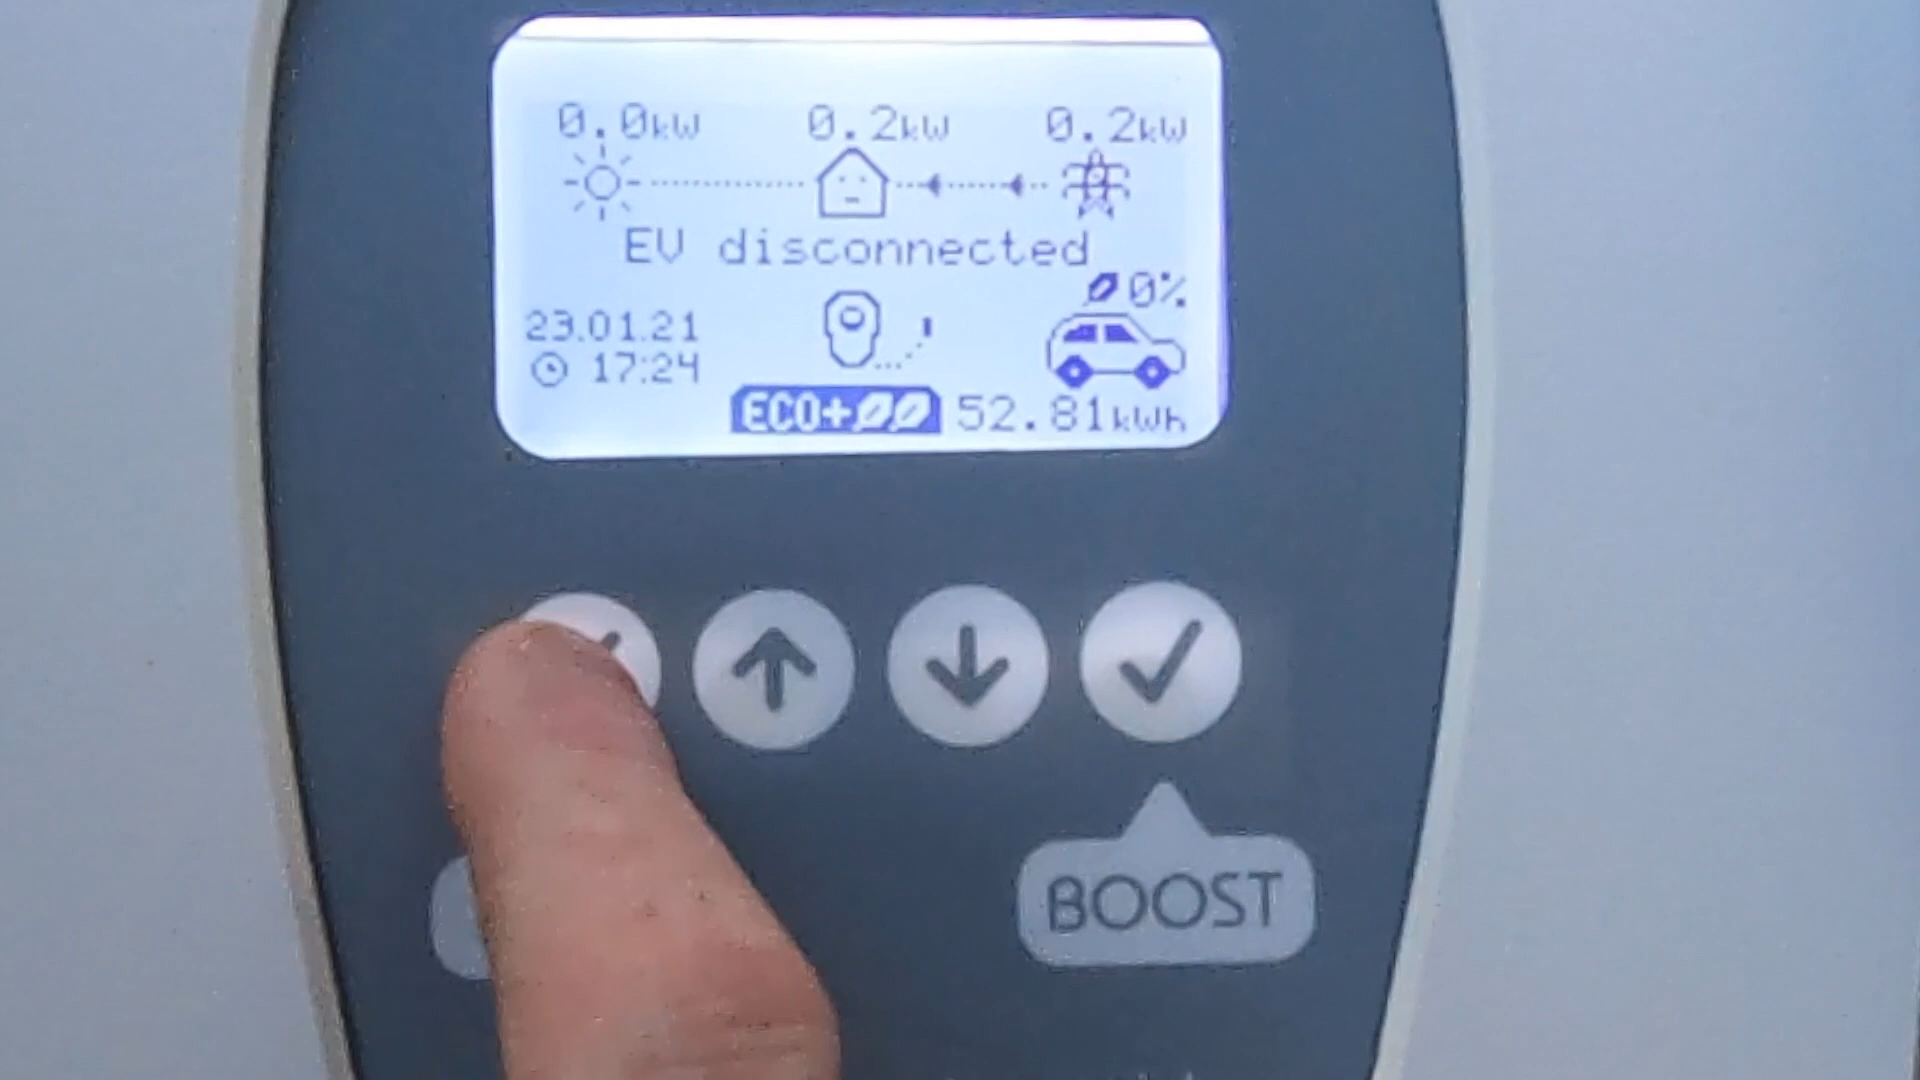 0.0kW 0.2kW 0.2kW
EV disconnected
0%
23.01.21
17:24
ECO+ 52.81kWh
BOOST